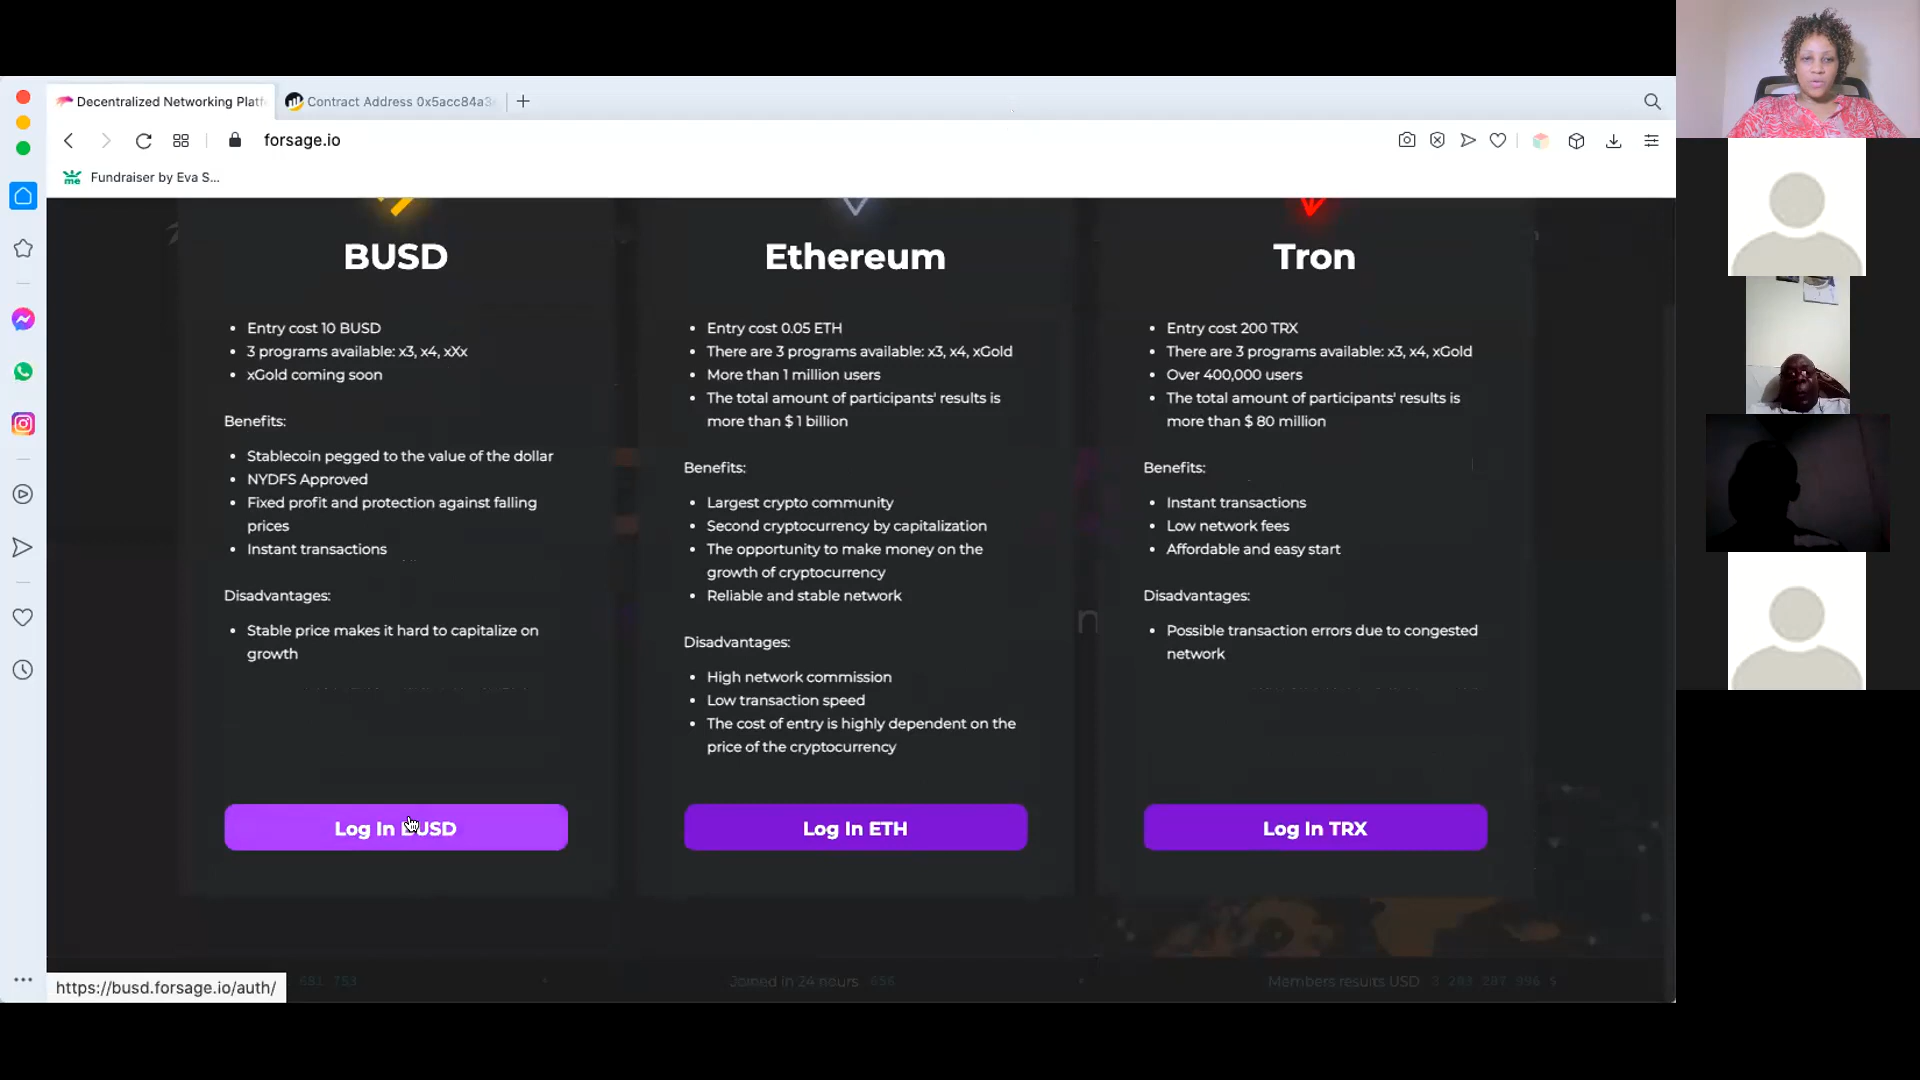 Decentralized Networking Platf
Contract Address 0x5acc84a3
forsage.io
Fundraiser by Eva S...
BUSD
Entry cost 10 BUSD
3 programs available: x3, x4, xXx
xGold coming soon
Benefits:
Stablecoin pegged to the value of the dollar
NYDFS Approved
Fixed profit and protection against falling
prices
Instant transactions
Disadvantages:
Stable price makes it hard to capitalize on
growth
Log In BUSD
Ethereum
Entry cost 0.05 ETH
There are 3 programs available: x3, x4, xGold
More than 1 million users
The total amount of participants' results is
more than $ 1 billion
Benefits:
Largest crypto community
Second cryptocurrency by capitalization
The opportunity to make money on the
growth of cryptocurrency
Reliable and stable network
Disadvantages:
High network commission
Low transaction speed
The cost of entry is highly dependent on the
price of the cryptocurrency
Log In ETH
Tron
Entry cost 200 TRX
There are 3 programs available: x3, x4, xGold
Over 400,000 users
The total amount of participants' results is
more than $ 80 million
Benefits:
Instant transactions
Low network fees
Affordable and easy start
Disadvantages:
Possible transaction errors due to congested
network
Log In TRX
Joined in 24 hours 656
Members results USD
https://busd.forsage.io/auth/